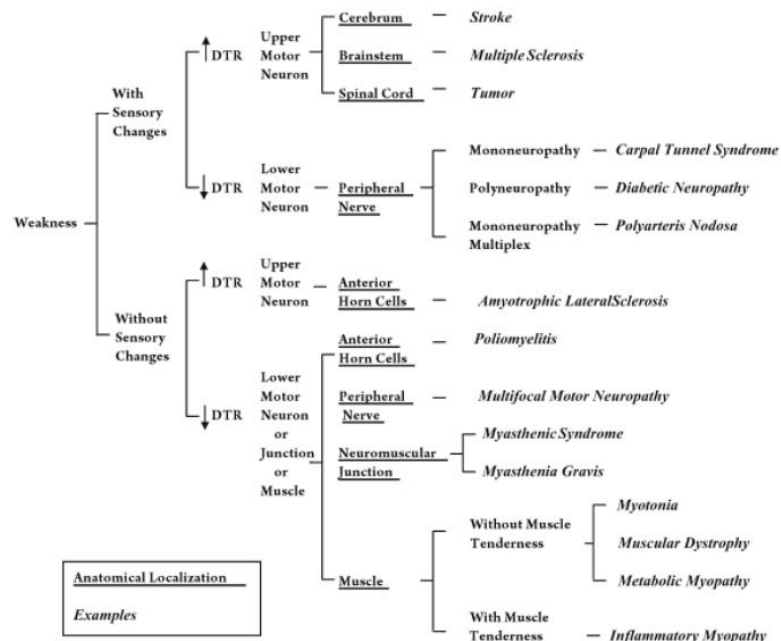 Weakness
With
Sensory
Changes
DTR
Upper
Motor
Neuron
Cerebrum
Stroke
Brainstem
Multiple Sclerosis
Spinal Cord
Tumor
DTR
Lower
Motor
Neuron
Peripheral
Nerve
Mononeuropathy
Carpal Tunnel Syndrome
Polyneuropathy
Diabetic Neuropathy
Mononeuropathy
Multiplex
Polyarteris Nodosa
Without
Sensory
Changes
DTR
Upper
Motor
Neuron
Anterior
Horn Cells
Amyotrophic LateralSclerosis
DTR
Lower
Motor
Neuron
or
Junction
or
Muscle
Anterior
Horn Cells
Poliomyelitis
Peripheral
Nerve
Multifocal Motor Neuropathy
Neuromuscular
Junction
Myasthenic Syndrome
Myasthenia Gravis
Muscle
Without Muscle
Tenderness
Myotonia
Muscular Dystrophy
Metabolic Myopathy
With Muscle
Tenderness
Inflammatory Myopathy
Anatomical Localization
Examples